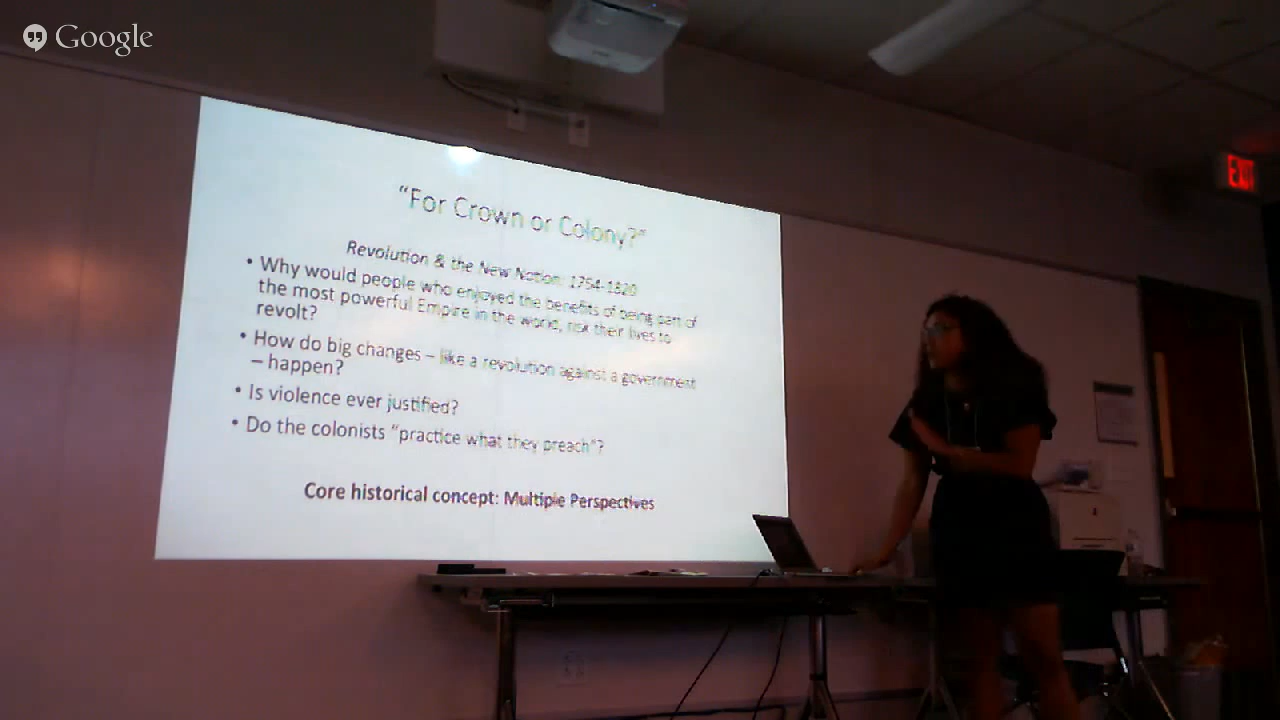 Google
“For Crown or Colony?”
Revolution & the New Nation: 1754-1820
• Why would people who enjoyed the benefits of being part of
the most powerful Empire in the world, risk their lives to
revolt?
• How do big changes – like a revolution against a government
– happen?
• Is violence ever justified?
• Do the colonists “practice what they preach”?
Core historical concept: Multiple Perspectives
EXIT